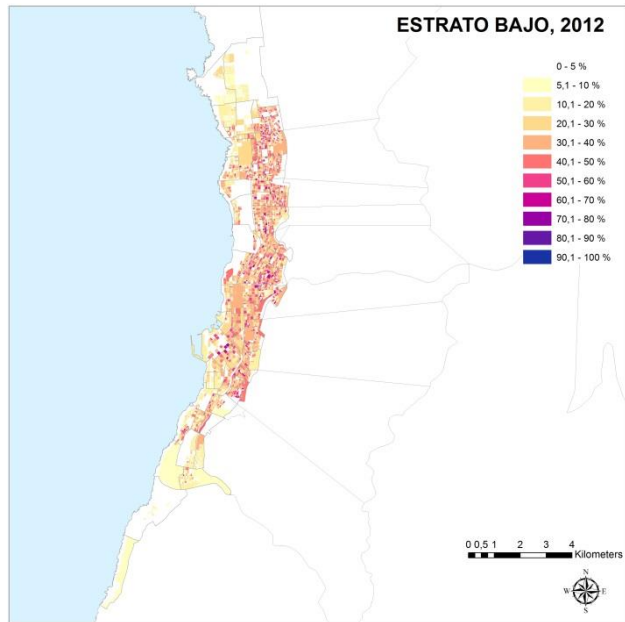 ESTRATO BAJO, 2012
0 - 5 %
5,1 - 10 %
10,1 - 20 %
20,1 - 30 %
30,1 - 40 %
40,1 - 50 %
50,1 - 60 %
60,1 - 70 %
70,1 - 80 %
80,1 - 90 %
90,1 - 100 %
0 0,5 1 2 3 4
Kilometers
N
W E
S